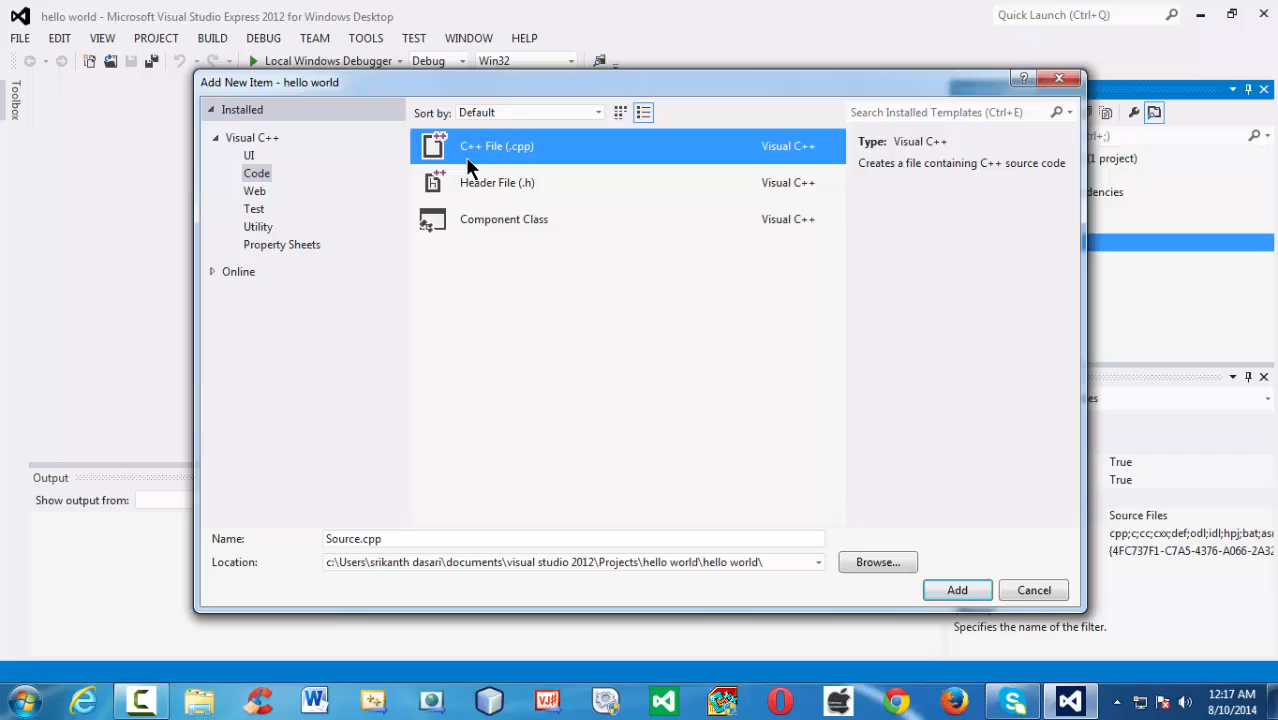 hello world - Microsoft Visual Studio Express 2012 for Windows Desktop
Quick Launch (Ctrl+Q)
FILE EDIT VIEW PROJECT BUILD DEBUG TEAM TOOLS TEST WINDOW HELP
Local Windows Debugger Debug Win32
Toolbox
Add New Item - hello world
Installed
Sort by: Default
Search Installed Templates (Ctrl+E)
Visual C++
UI
Code
Web
Test
Utility
Property Sheets
Online
C++ File (.cpp) Visual C++
Header File (.h) Visual C++
Component Class Visual C++
Type: Visual C++
Creates a file containing C++ source code
+;)
(1 project)
dencies
es
Output
Show output from:
True
True
Source Files
cpp;c;cc;cxx;def;odl;idl;hpj;bat;as
{4FC737F1-C7A5-4376-A066-2A32
Name: Source.cpp
Location: c:\Users\srikanth dasari\documents\visual studio 2012\Projects\hello world\hello world\
Browse...
Add Cancel
Specifies the name of the filter.
12:17 AM
8/10/2014